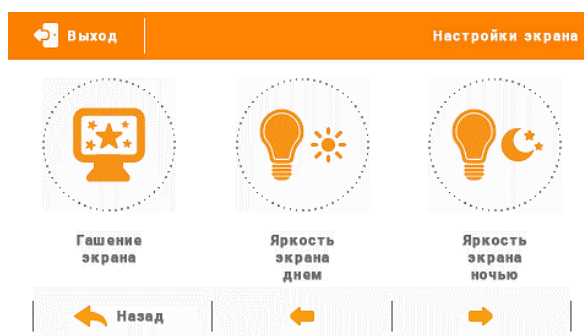 Выход
Настройки экрана
Гашение
экрана
Яркость
экрана
днем
Яркость
экрана
ночью
Назад